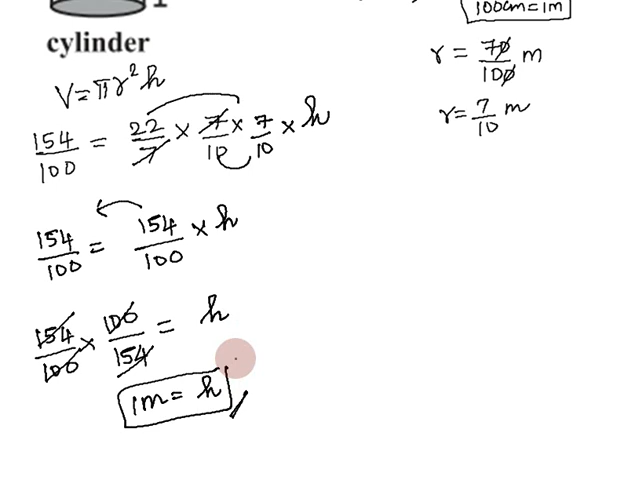 100cm = 1m
cylinder
r = 70/100 m
V = πr²h
r = 7/10 m
154/100 = 22/7 × 7/10 × 7/10 × h
154/100 = 154/100 × h
154/100 × 100/154 = h
1m = h